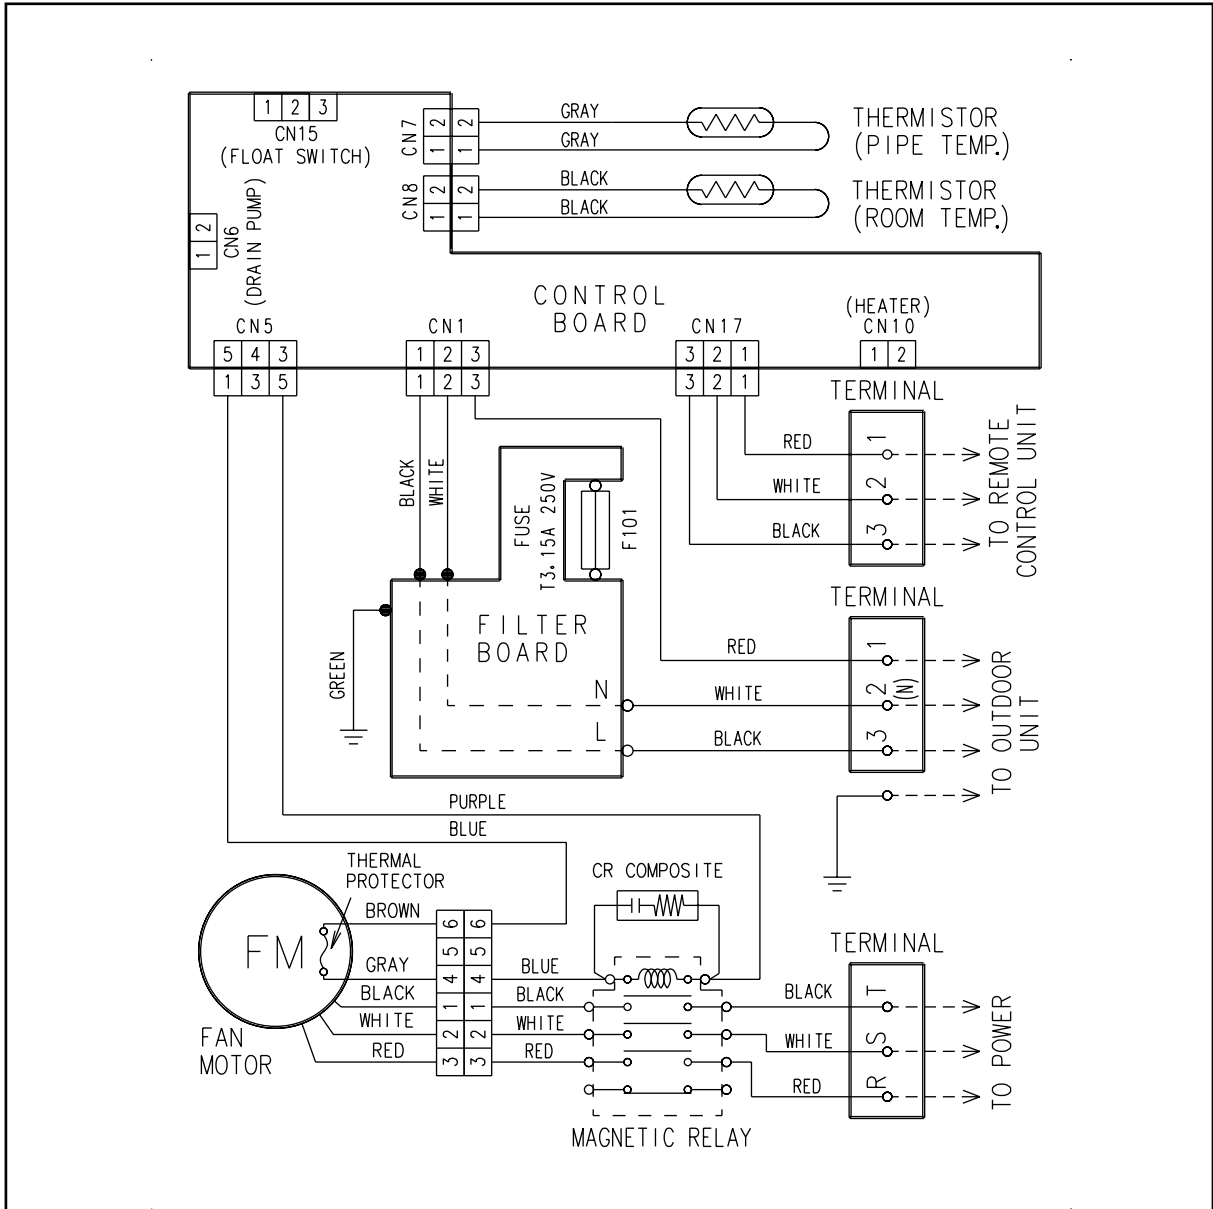 1 2 3
CN15
(FLOAT SWITCH)
CN7
2 2
1 1
GRAY
GRAY
THERMISTOR
(PIPE TEMP.)
CN8
2 2
1 1
BLACK
BLACK
THERMISTOR
(ROOM TEMP.)
1 2
CN6
(DRAIN PUMP)
CONTROL
BOARD
CN5
5 4 3
1 3 5
CN1
1 2 3
1 2 3
CN17
3 2 1
3 2 1
(HEATER)
CN10
1 2
TERMINAL
RED
1
WHITE
2
BLACK
3
TO REMOTE
CONTROL UNIT
BLACK
WHITE
FUSE
T3.15A 250V
F101
FILTER
BOARD
GREEN
N
L
TERMINAL
RED
1
WHITE
2
(N)
BLACK
3
TO OUTDOOR
UNIT
PURPLE
BLUE
THERMAL
PROTECTOR
FM
FAN
MOTOR
BROWN
6 6
5 5
GRAY
4 4
BLUE
BLACK
1 1
BLACK
WHITE
2 2
WHITE
RED
3 3
RED
CR COMPOSITE
MAGNETIC RELAY
TERMINAL
BLACK
T
WHITE
S
RED
R
TO POWER